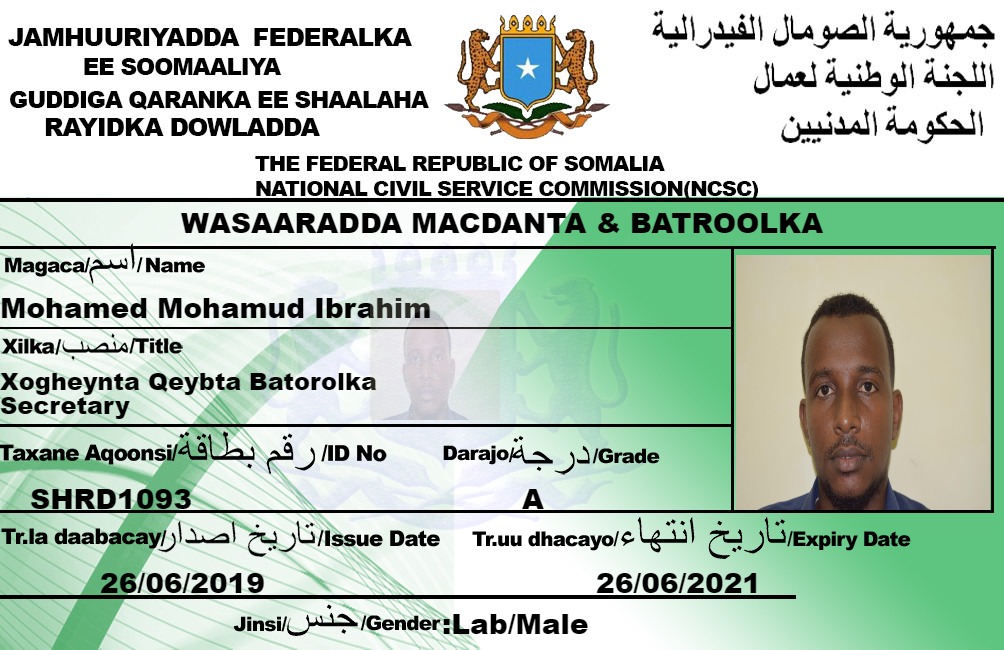 JAMHUURIYADDA FEDERALKA
EE SOOMAALIYA
GUDDIGA QARANKA EE SHAALAHA
RAYIDKA DOWLADDA
جمهورية الصومال الفيدرالية
اللجنة الوطنية لعمال
الحكومة المدنيين
THE FEDERAL REPUBLIC OF SOMALIA
NATIONAL CIVIL SERVICE COMMISSION(NCSC)
WASAARADDA MACDANTA & BATROOLKA
Magaca/اسم/Name
Mohamed Mohamud Ibrahim
Xilka/منصب/Title
Xogheynta Qeybta Batorolka
Secretary
Taxane Aqoonsi/رقم بطاقة/ID No
Darajo/درجة/Grade
SHRD1093
A
Tr.la daabacay/تاريخ اصدار/Issue Date
Tr.uu dhacayo/تاريخ انتهاء/Expiry Date
26/06/2019
26/06/2021
Jinsi/جنس/Gender:Lab/Male